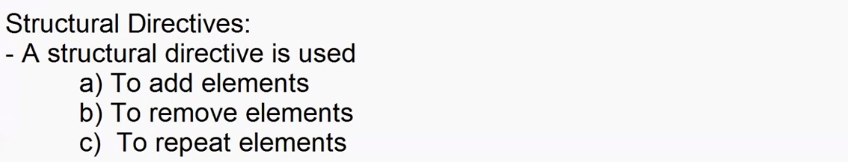 Structural Directives:
- A structural directive is used
a) To add elements
b) To remove elements
c) To repeat elements